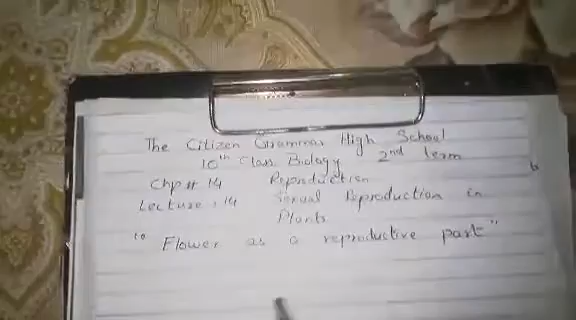 The Citizen Grammar High School
10th Class Biology 2nd term
Chp # 14 Reproduction
Lecture : 14 Sexual Reproduction in
Plants
" Flower as a reproductive part "